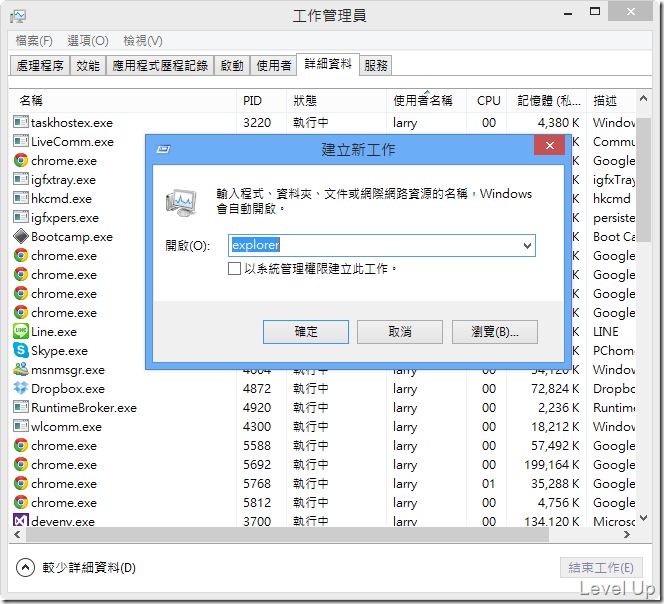 工作管理員
檔案(F) 選項(O) 檢視(V)
處理程序 效能 應用程式歷程記錄 啟動 使用者 詳細資料 服務
名稱 PID 狀態 使用者名稱 CPU 記憶體 (私... 描述
taskhostex.exe 3220 執行中 larry 00 4,380 K Window
LiveComm.exe K Commu
chrome.exe K Google
igfxtray.exe K igfxTray
hkcmd.exe K hkcmd
igfxpers.exe K persiste
Bootcamp.exe K Boot Ca
chrome.exe K Google
chrome.exe K Google
chrome.exe K Google
chrome.exe K Google
Line.exe K LINE
Skype.exe K PChom
建立新工作
輸入程式、資料夾、文件或網際網路資源的名稱，Windows
會自動開啟。
開啟(O): explorer
以系統管理權限建立此工作。
確定 取消 瀏覽(B)...
msnmsgr.exe 4664 執行中 larry 00 54,120 K Window
Dropbox.exe 4872 執行中 larry 00 72,824 K Dropbo
RuntimeBroker.exe 4920 執行中 larry 00 2,236 K Runtim
wlcomm.exe 4300 執行中 larry 00 18,212 K Window
chrome.exe 5588 執行中 larry 00 57,492 K Google
chrome.exe 5692 執行中 larry 00 199,164 K Google
chrome.exe 5768 執行中 larry 01 35,288 K Google
chrome.exe 5812 執行中 larry 00 4,756 K Google
devenv.exe 3700 執行中 larry 00 134,120 K Microso
較少詳細資料(D) 結束工作(E)
Level Up